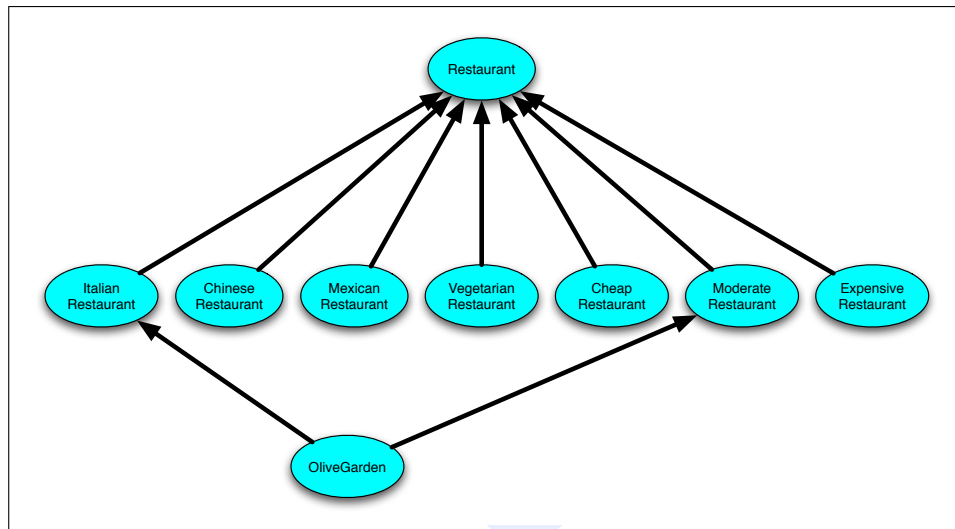 Restaurant
Italian
Restaurant
Chinese
Restaurant
Mexican
Restaurant
Vegetarian
Restaurant
Cheap
Restaurant
Moderate
Restaurant
Expensive
Restaurant
OliveGarden